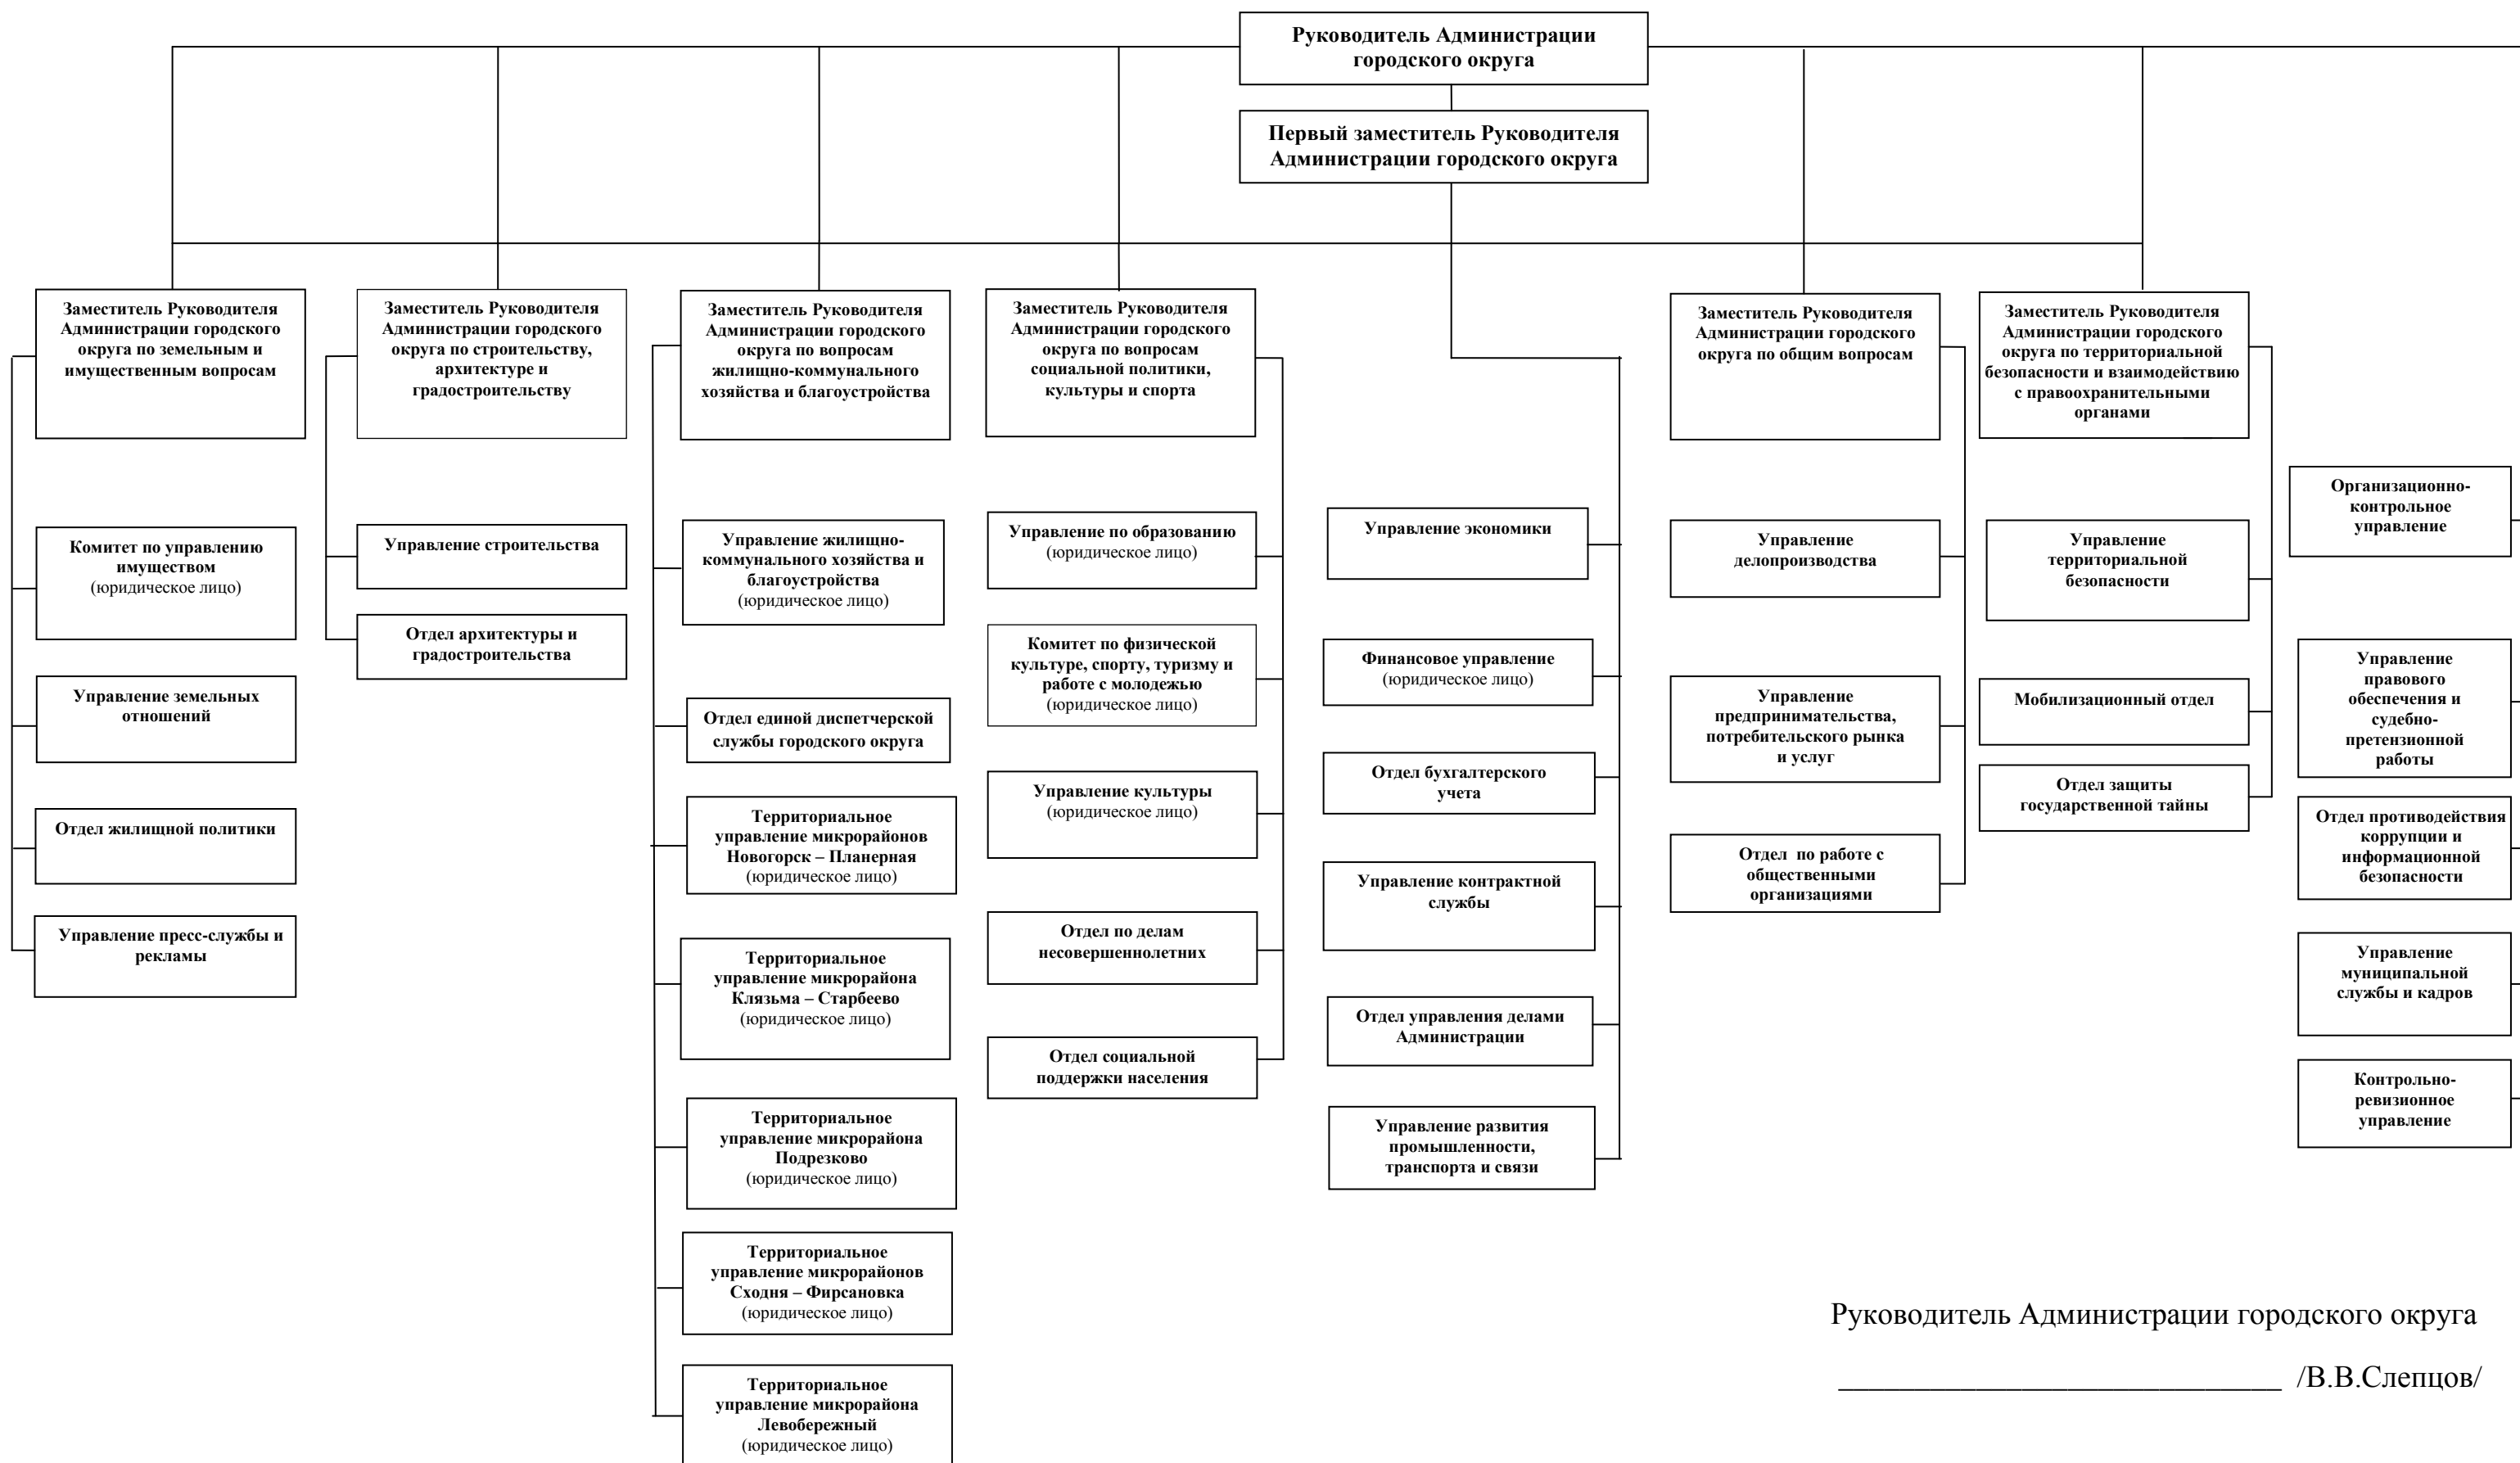 Руководитель Администрации
городского округа
Первый заместитель Руководителя
Администрации городского округа
Заместитель Руководителя
Администрации городского
округа по земельным и
имущественным вопросам
Комитет по управлению
имуществом
(юридическое лицо)
Управление земельных
отношений
Отдел жилищной политики
Управление пресс-службы и
рекламы
Заместитель Руководителя
Администрации городского
округа по строительству,
архитектуре и
градостроительству
Управление строительства
Отдел архитектуры и
градостроительства
Заместитель Руководителя
Администрации городского
округа по вопросам
жилищно-коммунального
хозяйства и благоустройства
Управление жилищно-
коммунального хозяйства и
благоустройства
(юридическое лицо)
Отдел единой диспетчерской
службы городского округа
Территориальное
управление микрорайонов
Новогорск – Планерная
(юридическое лицо)
Территориальное
управление микрорайона
Клязьма – Старбеево
(юридическое лицо)
Территориальное
управление микрорайона
Подрезково
(юридическое лицо)
Территориальное
управление микрорайонов
Сходня – Фирсановка
(юридическое лицо)
Территориальное
управление микрорайона
Левобережный
(юридическое лицо)
Заместитель Руководителя
Администрации городского
округа по вопросам
социальной политики,
культуры и спорта
Управление по образованию
(юридическое лицо)
Комитет по физической
культуре, спорту, туризму и
работе с молодежью
(юридическое лицо)
Управление культуры
(юридическое лицо)
Отдел по делам
несовершеннолетних
Отдел социальной
поддержки населения
Управление экономики
Финансовое управление
(юридическое лицо)
Отдел бухгалтерского
учета
Управление контрактной
службы
Отдел управления делами
Администрации
Управление развития
промышленности,
транспорта и связи
Заместитель Руководителя
Администрации городского
округа по общим вопросам
Управление
делопроизводства
Управление
предпринимательства,
потребительского рынка
и услуг
Отдел по работе с
общественными
организациями
Заместитель Руководителя
Администрации городского
округа по территориальной
безопасности и взаимодействию
с правоохранительными
органами
Управление
территориальной
безопасности
Мобилизационный отдел
Отдел защиты
государственной тайны
Организационно-
контрольное
управление
Управление
правового
обеспечения и
судебно-
претензионной
работы
Отдел противодействия
коррупции и
информационной
безопасности
Управление
муниципальной
службы и кадров
Контрольно-
ревизионное
управление
Руководитель Администрации городского округа
_____________________________ /В.В.Слепцов/